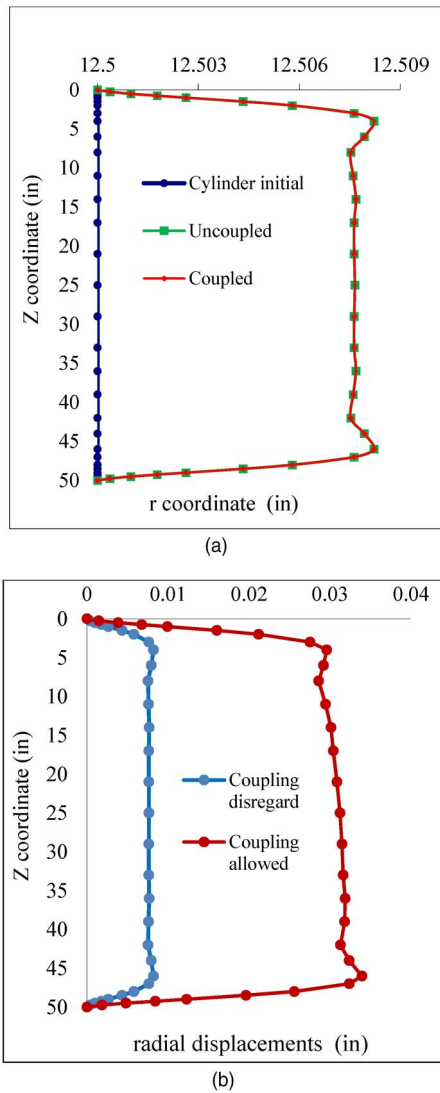 12.5 12.503 12.506 12.509
0
5
10
15
20
25
30
35
40
45
50
Z coordinate (in)
Cylinder initial
Uncoupled
Coupled
r coordinate (in)
(a)
0 0.01 0.02 0.03 0.04
0
5
10
15
20
25
30
35
40
45
50
Z coordinate (in)
Coupling
disregard
Coupling
allowed
radial displacements (in)
(b)